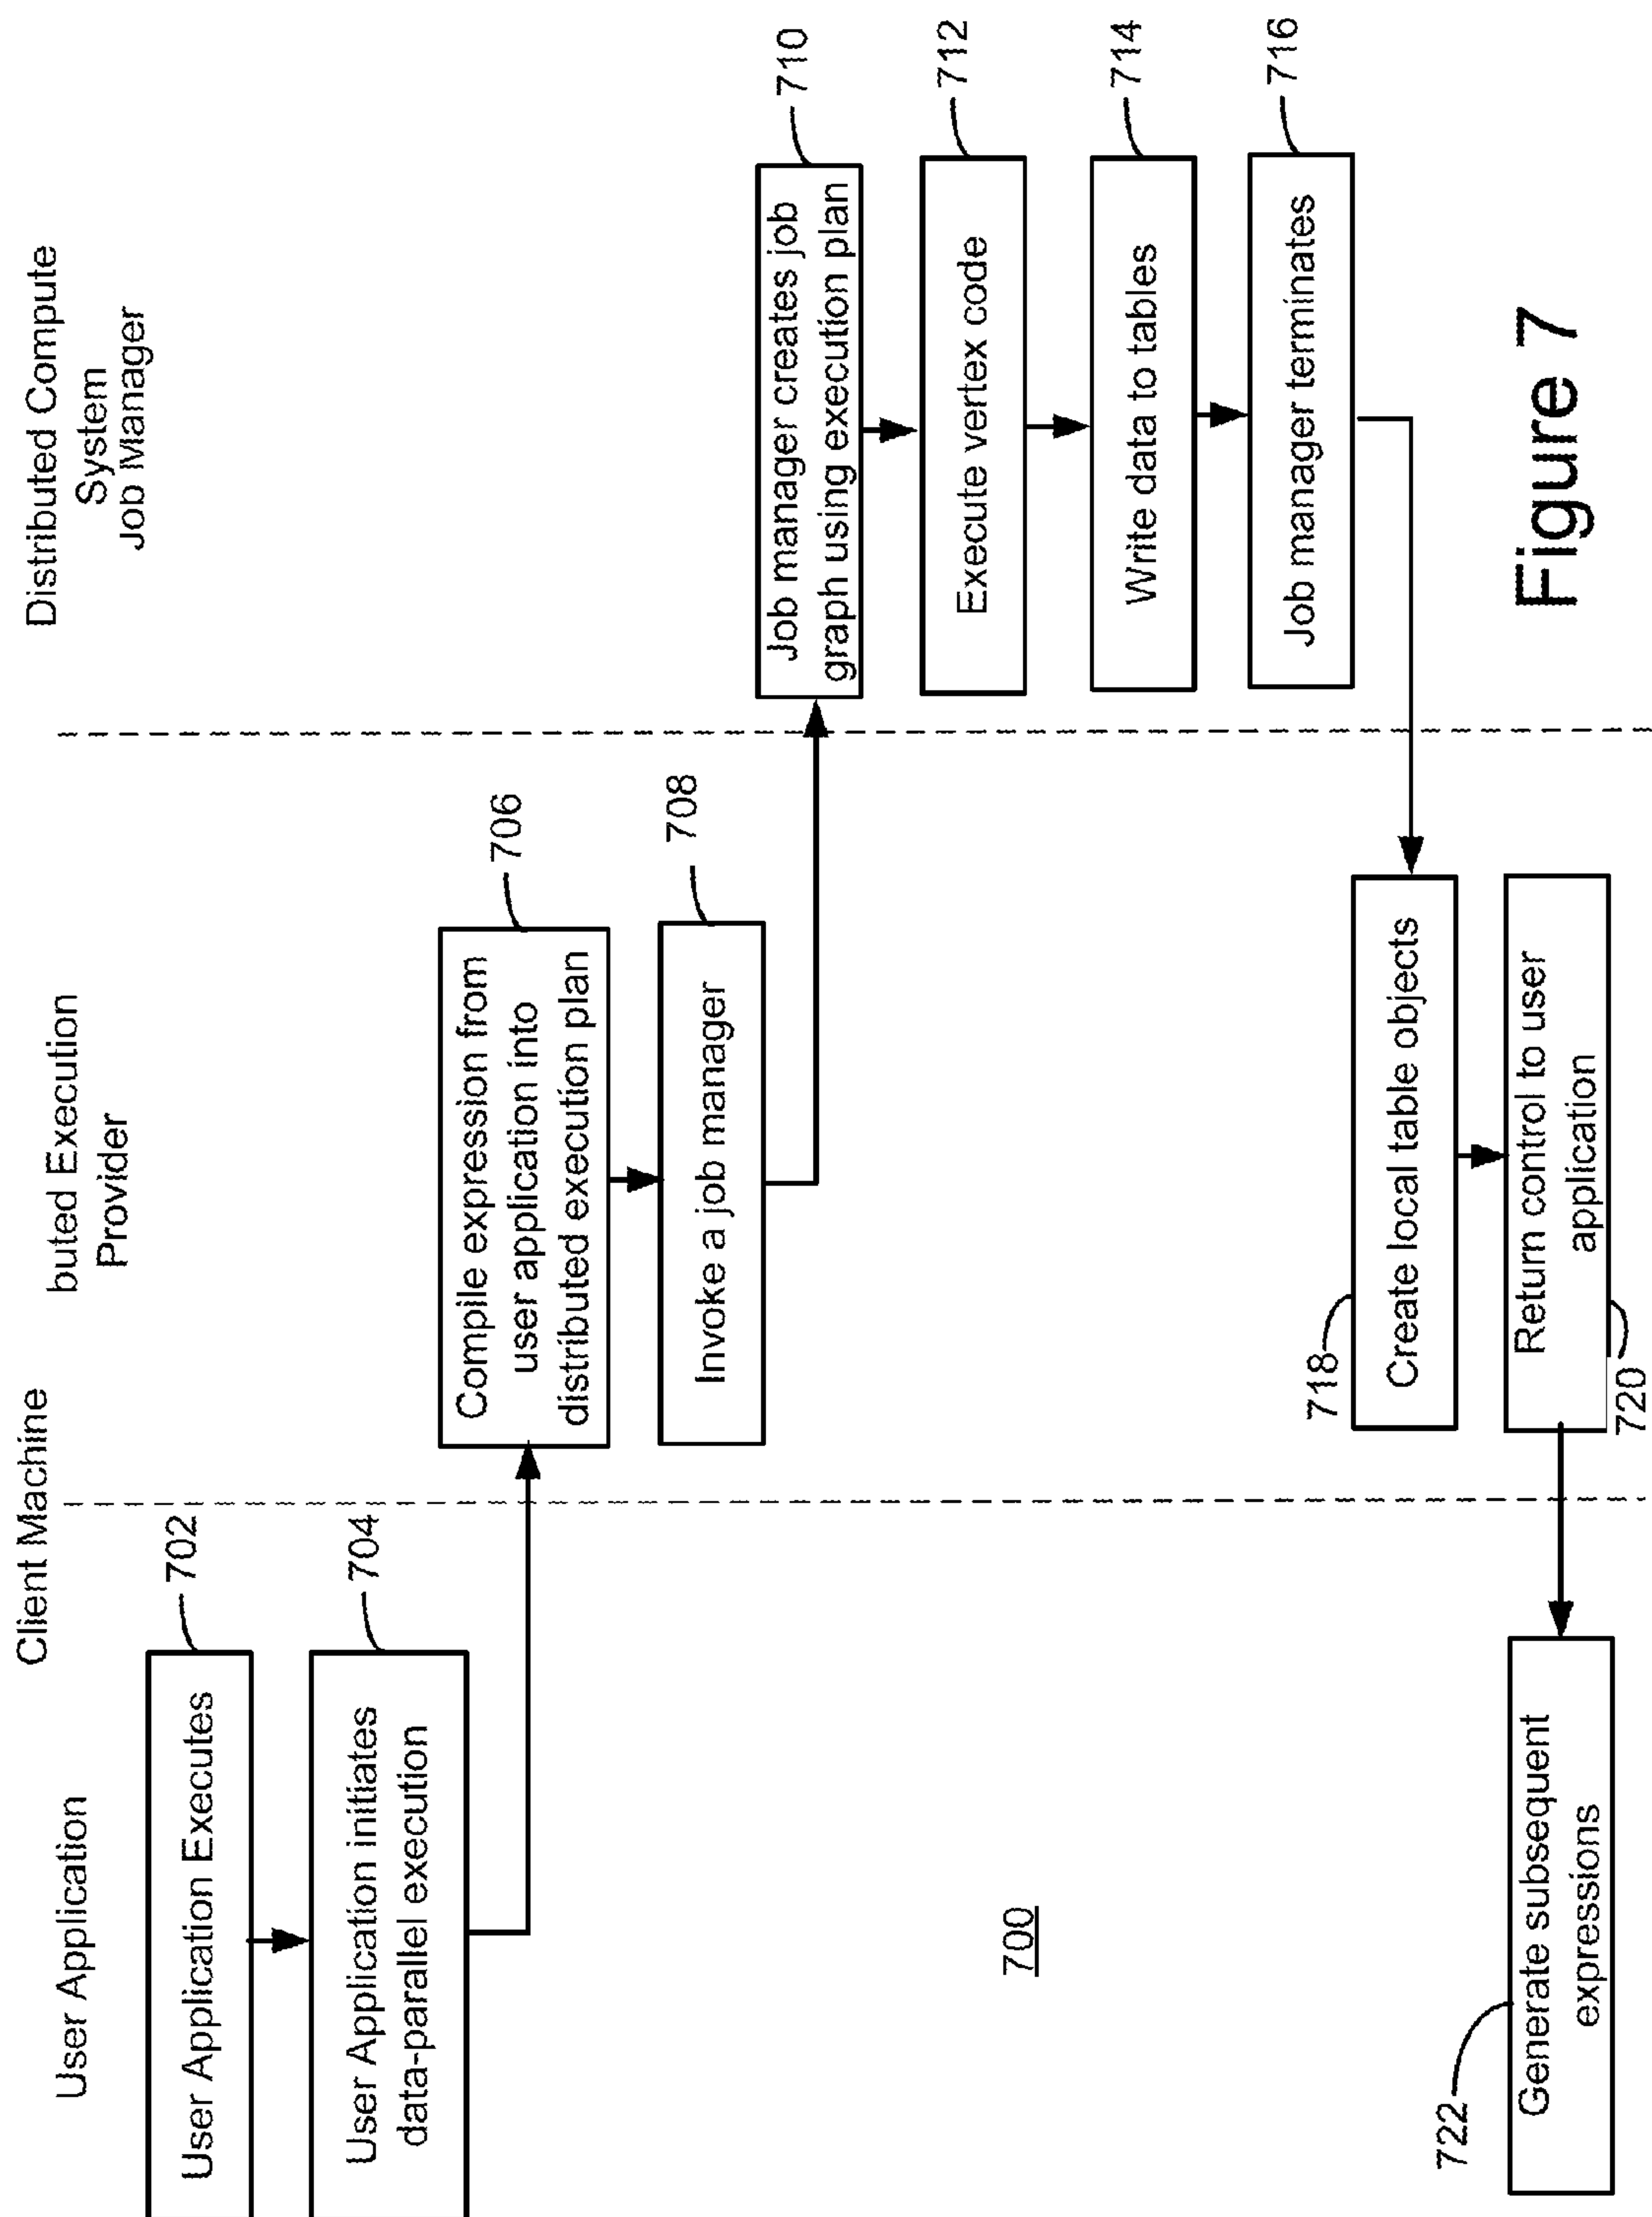 Client Machine
User Application
buted Execution
Provider
Distributed Compute
System
Job Manager
User Application Executes
702
User Application initiates
data-parallel execution
704
Compile expression from
user application into
distributed execution plan
706
Invoke a job manager
708
Job manager creates job
graph using execution plan
710
Execute vertex code
712
Write data to tables
714
Job manager terminates
716
718
Create local table objects
Return control to user
application
720
722
Generate subsequent
expressions
700
Figure 7